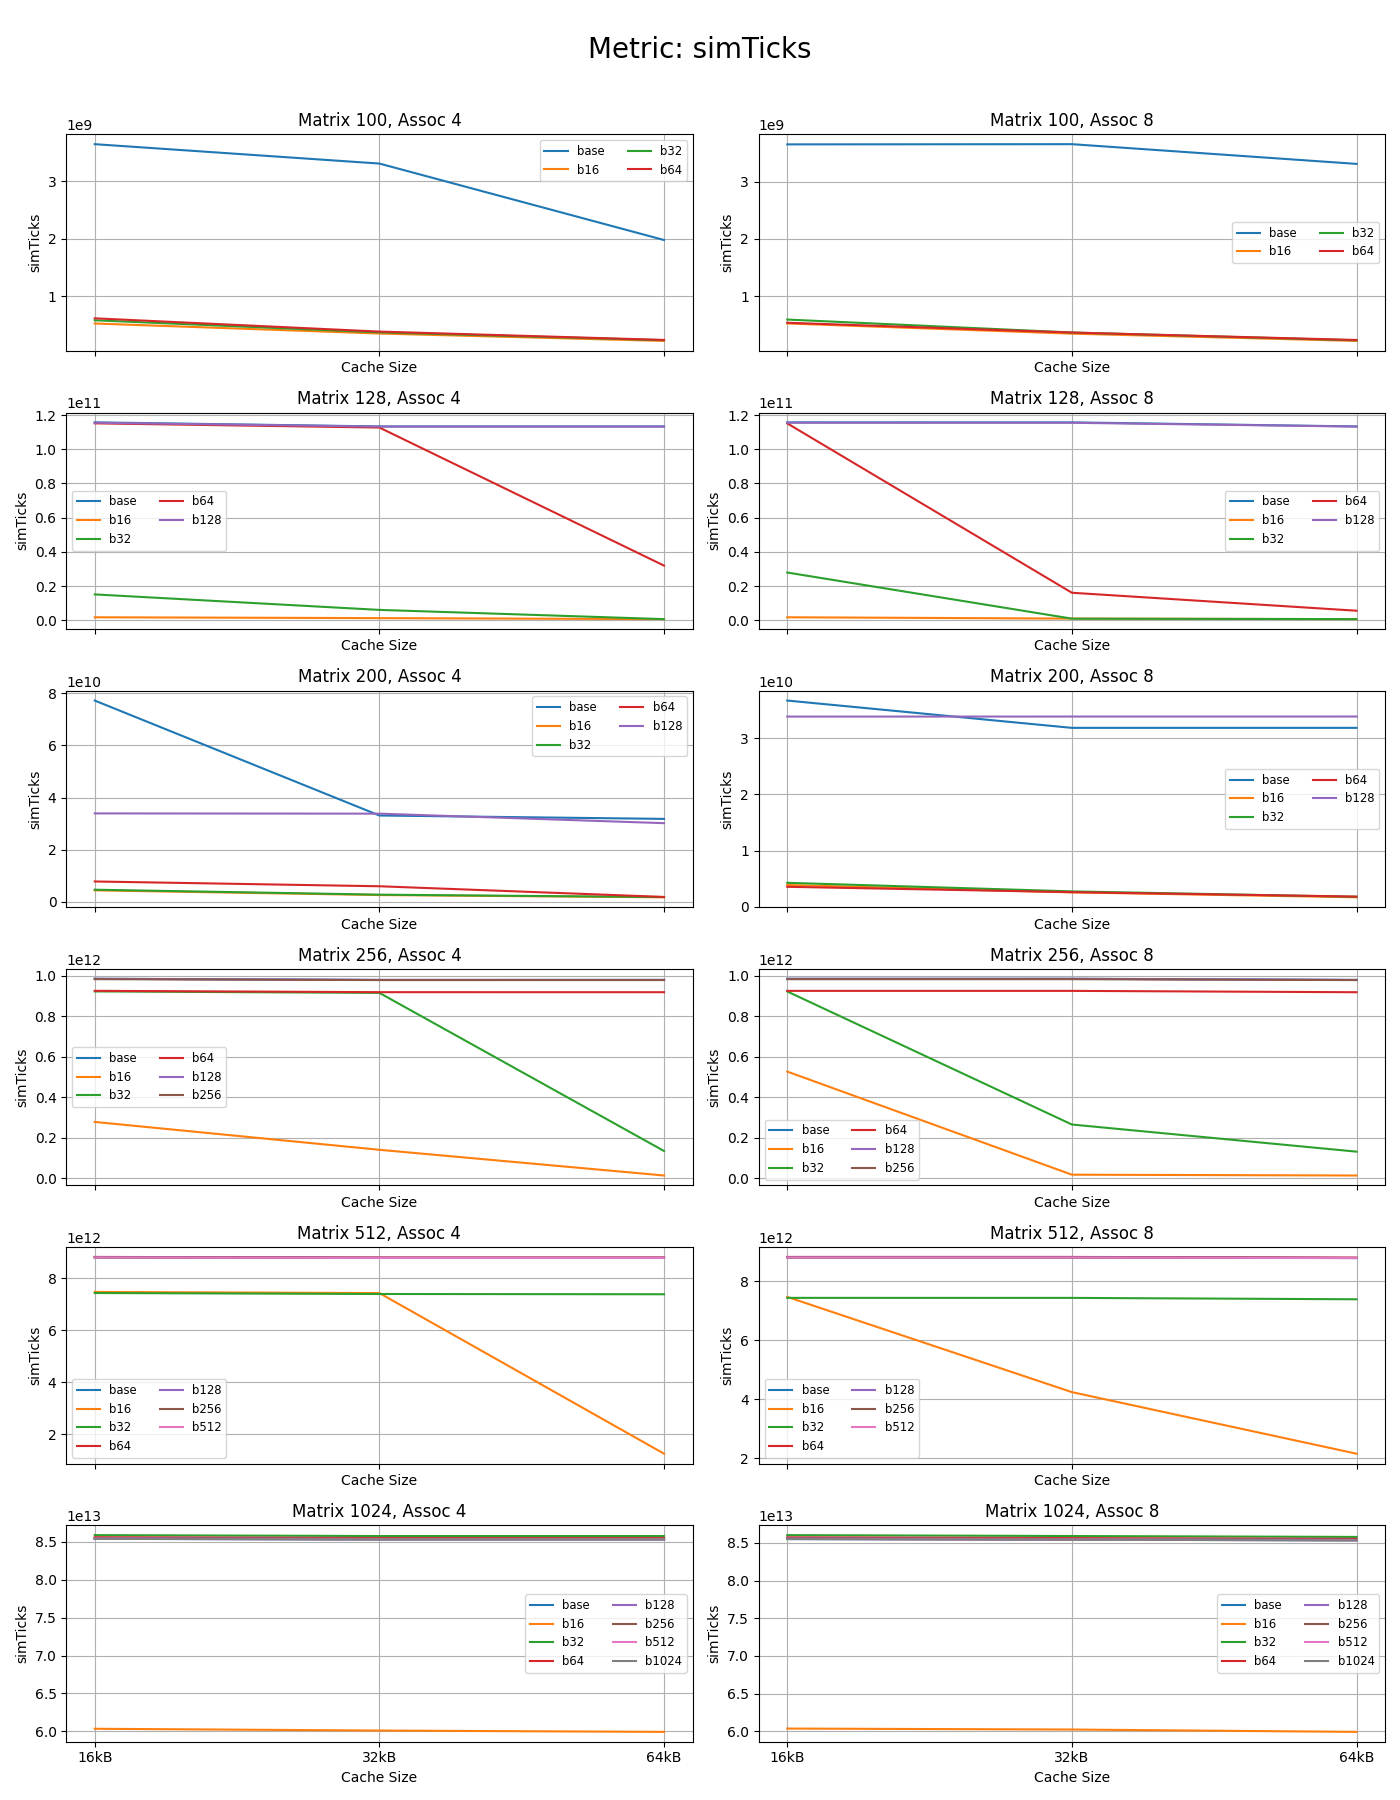 Metric: simTicks
Matrix 100, Assoc 4
1e9
3
2
1
simTicks
base b32
b16 b64
Cache Size
Matrix 100, Assoc 8
1e9
3
2
1
simTicks
base b32
b16 b64
Cache Size
Matrix 128, Assoc 4
1e11
1.2
1.0
0.8
0.6
0.4
0.2
0.0
simTicks
base b64
b16 b128
b32
Cache Size
Matrix 128, Assoc 8
1e11
1.2
1.0
0.8
0.6
0.4
0.2
0.0
simTicks
base b64
b16 b128
b32
Cache Size
Matrix 200, Assoc 4
1e10
8
6
4
2
0
simTicks
base b64
b16 b128
b32
Cache Size
Matrix 200, Assoc 8
1e10
3
2
1
0
simTicks
base b64
b16 b128
b32
Cache Size
Matrix 256, Assoc 4
1e12
1.0
0.8
0.6
0.4
0.2
0.0
simTicks
base b64
b16 b128
b32 b256
Cache Size
Matrix 256, Assoc 8
1e12
1.0
0.8
0.6
0.4
0.2
0.0
simTicks
base b64
b16 b128
b32 b256
Cache Size
Matrix 512, Assoc 4
1e12
8
6
4
2
simTicks
base b128
b16 b256
b32 b512
b64
Cache Size
Matrix 512, Assoc 8
1e12
8
6
4
2
simTicks
base b128
b16 b256
b32 b512
b64
Cache Size
Matrix 1024, Assoc 4
1e13
8.5
8.0
7.5
7.0
6.5
6.0
simTicks
base b128
b16 b256
b32 b512
b64 b1024
16kB 32kB 64kB
Cache Size
Matrix 1024, Assoc 8
1e13
8.5
8.0
7.5
7.0
6.5
6.0
simTicks
base b128
b16 b256
b32 b512
b64 b1024
16kB 32kB 64kB
Cache Size